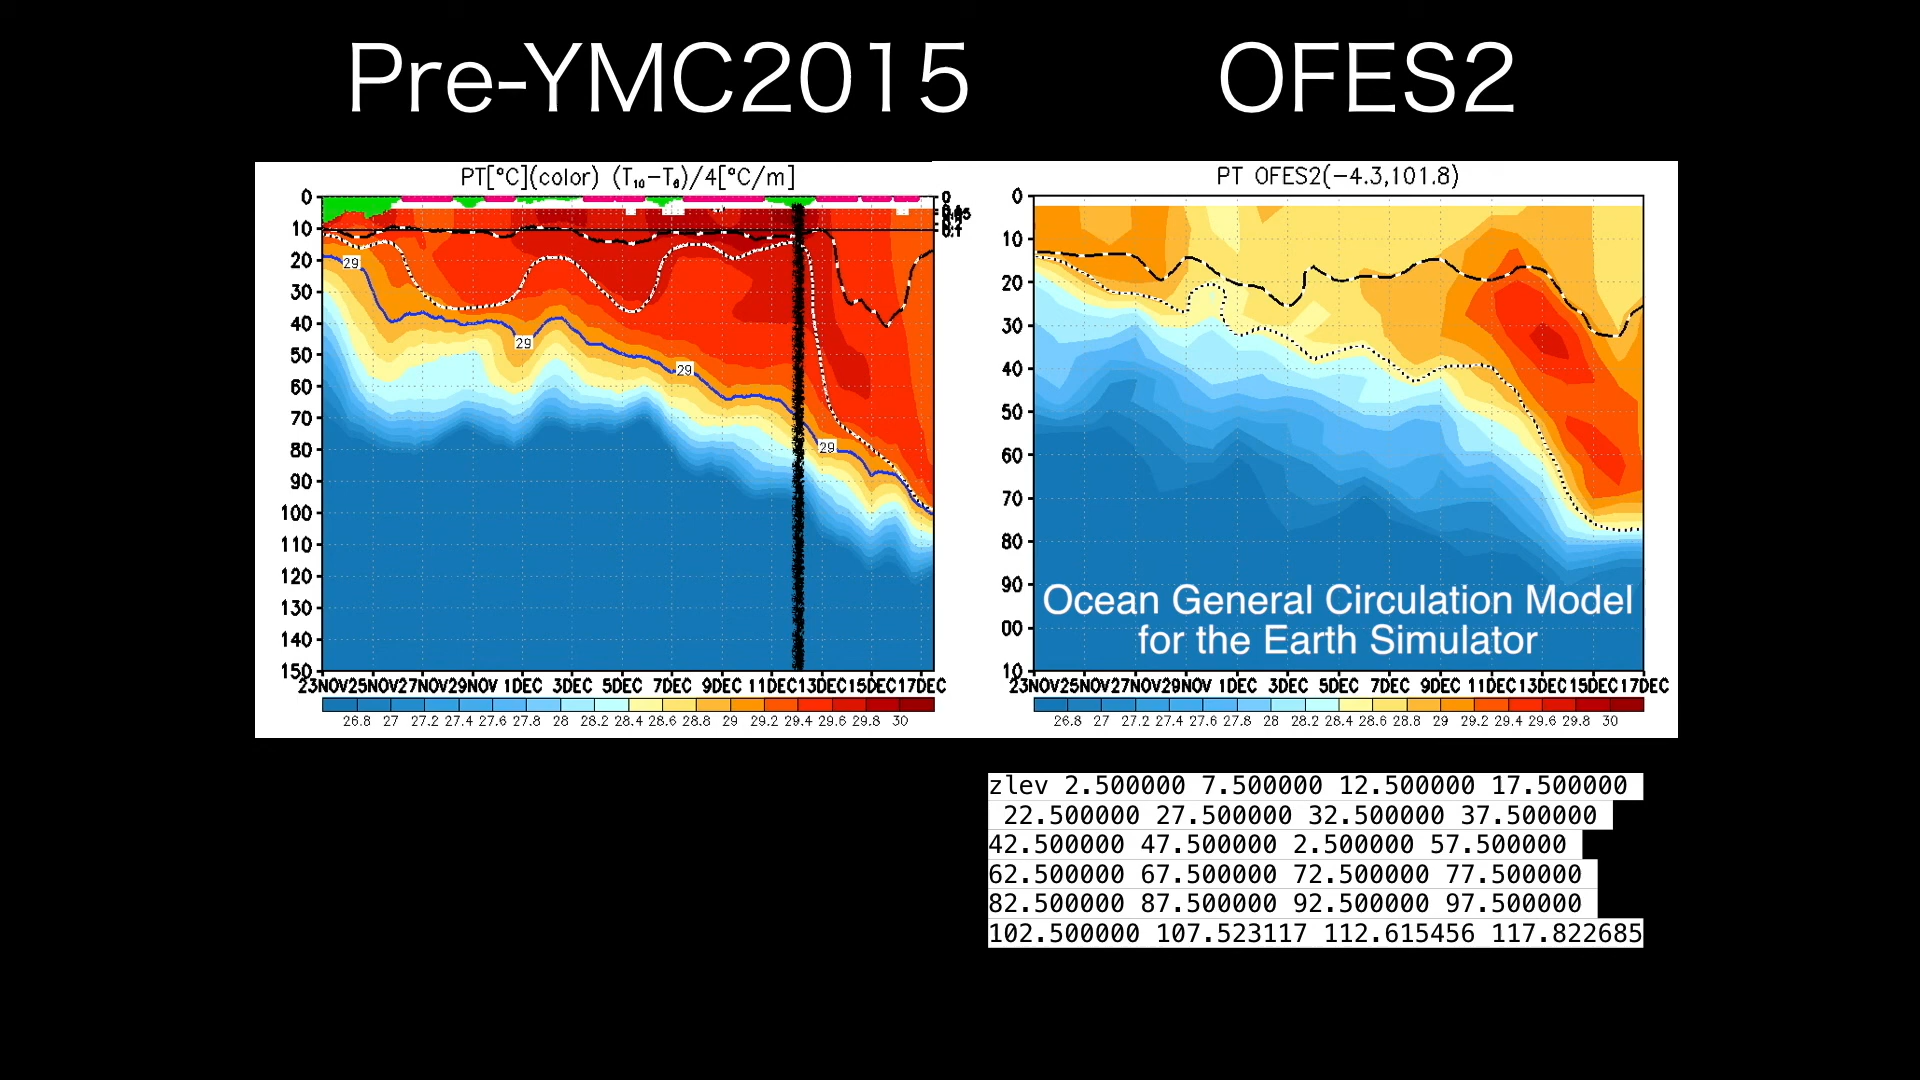 Pre-YMC2015
OFES2
PT[°C](color) (T₁₀-T₆)/4[°C/m]
0
10
20
30
40
50
60
70
80
90
100
110
120
130
140
150
0
0.1
29
29
29
29
23NOV25NOV27NOV29NOV 1DEC 3DEC 5DEC 7DEC 9DEC 11DEC13DEC15DEC17DEC
26.8 27 27.2 27.4 27.6 27.8 28 28.2 28.4 28.6 28.8 29 29.2 29.4 29.6 29.8 30
PT OFES2(-4.3,101.8)
0
10
20
30
40
50
60
70
80
90
00
10
Ocean General Circulation Model
for the Earth Simulator
23NOV25NOV27NOV29NOV 1DEC 3DEC 5DEC 7DEC 9DEC 11DEC13DEC15DEC17DEC
26.8 27 27.2 27.4 27.6 27.8 28 28.2 28.4 28.6 28.8 29 29.2 29.4 29.6 29.8 30
zlev 2.500000 7.500000 12.500000 17.500000
22.500000 27.500000 32.500000 37.500000
42.500000 47.500000 2.500000 57.500000
62.500000 67.500000 72.500000 77.500000
82.500000 87.500000 92.500000 97.500000
102.500000 107.523117 112.615456 117.822685